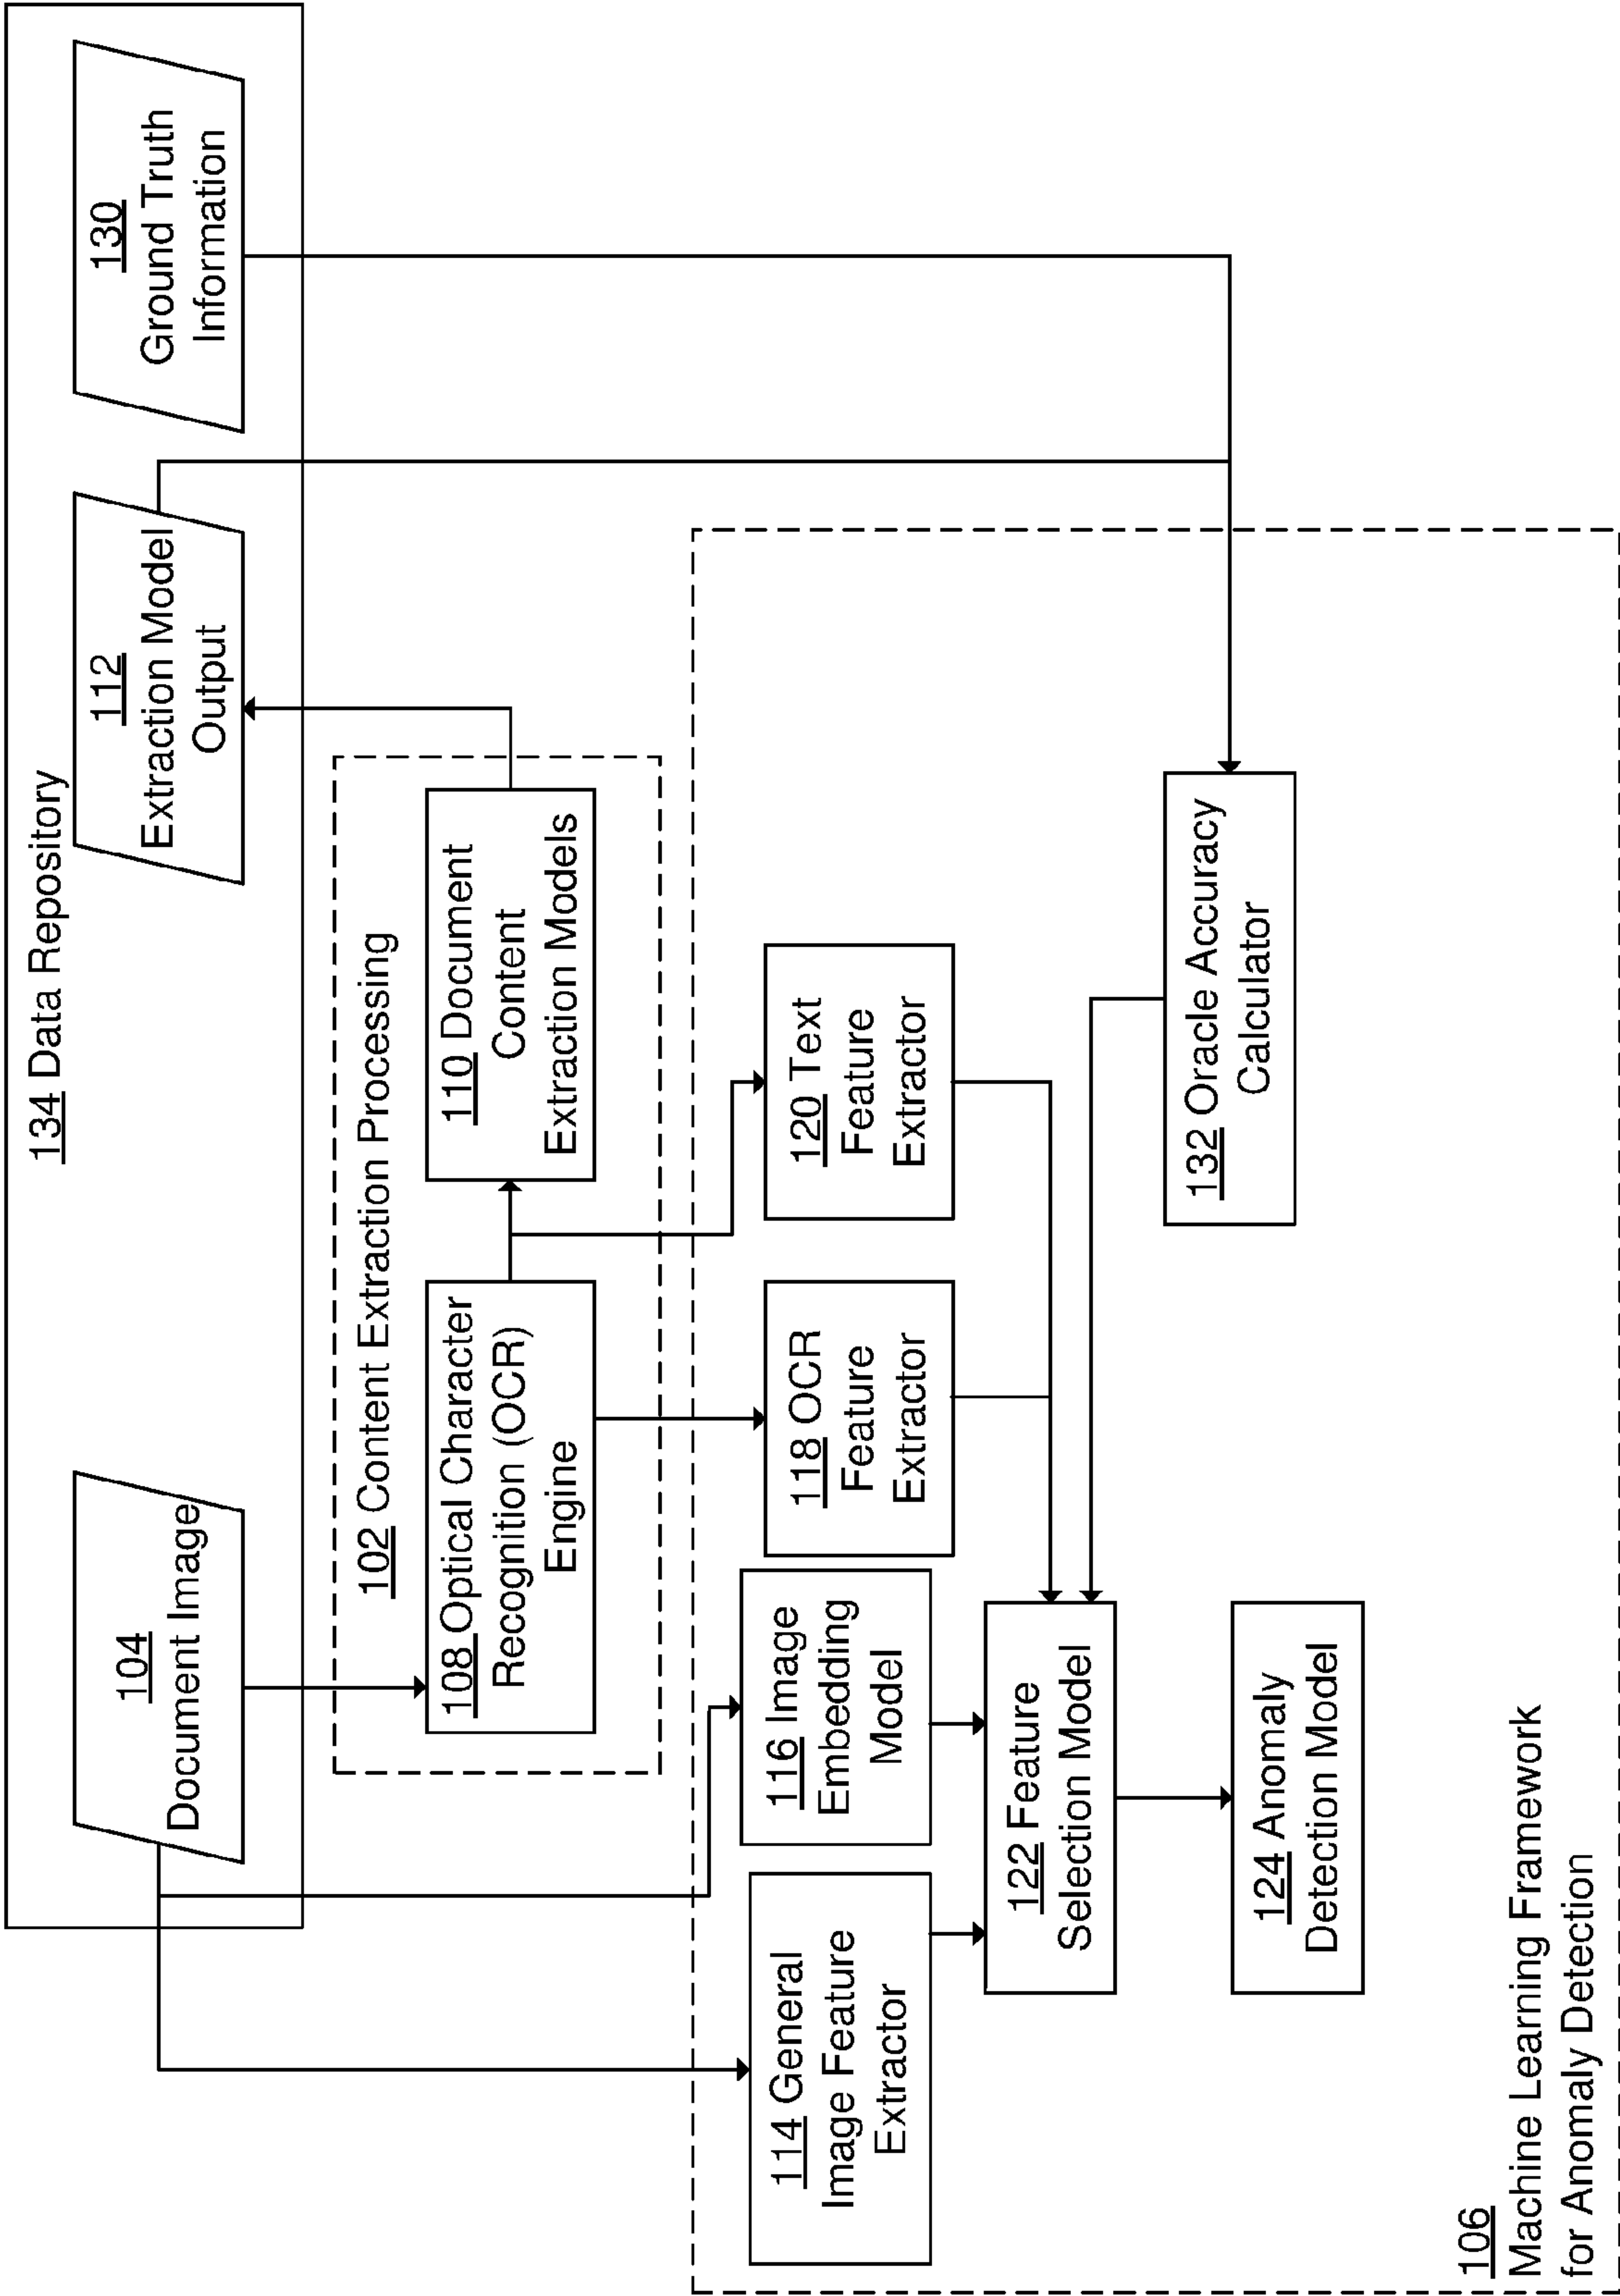 134 Data Repository
104
Document Image
112
Extraction Model
Output
130
Ground Truth
Information
102 Content Extraction Processing
108 Optical Character
Recognition (OCR)
Engine
110 Document
Content
Extraction Models
114 General
Image Feature
Extractor
116 Image
Embedding
Model
118 OCR
Feature
Extractor
120 Text
Feature
Extractor
122 Feature
Selection Model
132 Oracle Accuracy
Calculator
124 Anomaly
Detection Model
106
Machine Learning Framework
for Anomaly Detection